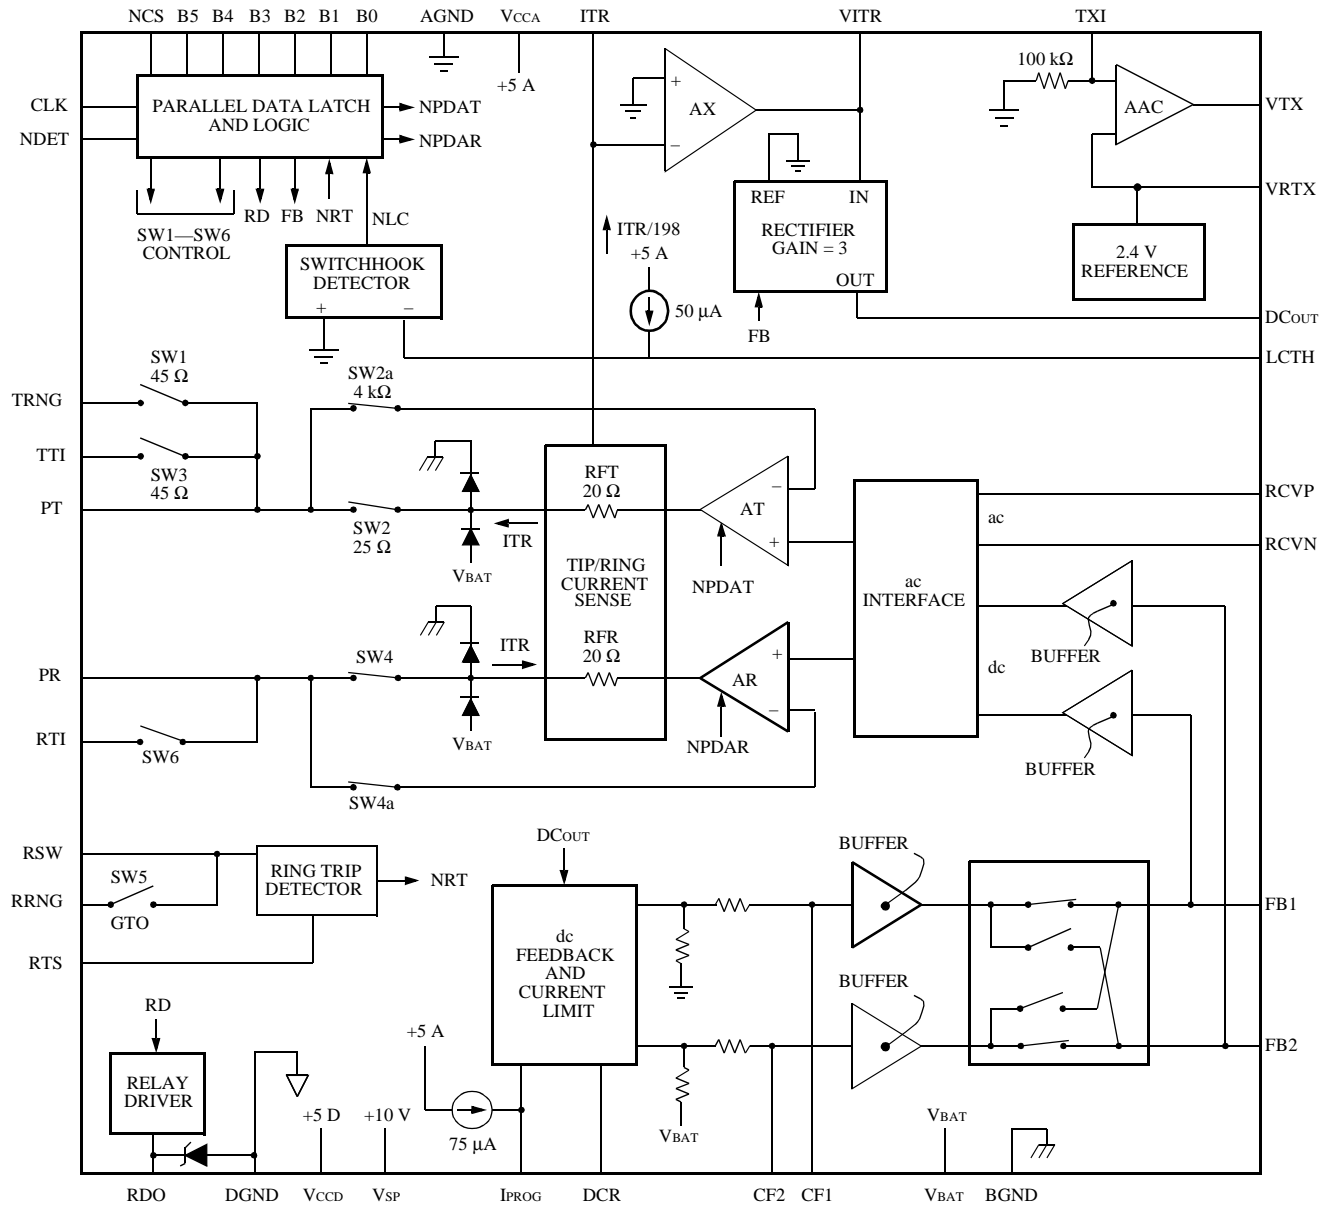 NCS B5 B4 B3 B2 B1 B0 AGND VCCA ITR VITR TXI
+5 A
100 kΩ
CLK
NDET
PARALLEL DATA LATCH
AND LOGIC
NPDAT
NPDAR
+
AX
−
AAC
VTX
VRTX
SW1—SW6
CONTROL
RD FB NRT NLC
REF IN
RECTIFIER
GAIN = 3
OUT
FB
2.4 V
REFERENCE
ITR/198
+5 A
50 µA
SWITCHHOOK
DETECTOR
+ −
DCOUT
LCTH
SW1
45 Ω
TRNG
TTI
SW3
45 Ω
PT
SW2a
4 kΩ
SW2
25 Ω
VBAT
ITR
RFT
20 Ω
TIP/RING
CURRENT
SENSE
RFR
20 Ω
−
AT
+
NPDAT
ac
ac
INTERFACE
dc
RCVP
RCVN
BUFFER
BUFFER
PR
RTI
SW6
SW4
ITR
VBAT
SW4a
+
AR
−
NPDAR
RSW
RRNG
SW5
GTO
RTS
RING TRIP
DETECTOR
NRT
DCOUT
dc
FEEDBACK
AND
CURRENT
LIMIT
BUFFER
BUFFER
FB1
FB2
RD
RELAY
DRIVER
+5 D
+10 V
+5 A
75 µA
VBAT
VBAT
RDO DGND VCCD VSP IPROG DCR CF2 CF1 VBAT BGND